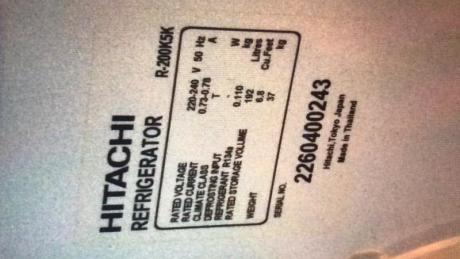 HITACHI
REFRIGERATOR R-200K5K
RATED VOLTAGE 220-240 V 50 Hz
RATED CURRENT 0.73-0.78 A
CLIMATE CLASS T
DEFROSTING INPUT - W
REFRIGERANT R134a 0.110 kg
RATED STORAGE VOLUME 192 Litres
6.8 Cu.Feet
WEIGHT 37 kg
SERIAL NO.
2260400243
Hitachi, Tokyo Japan
Made in Thailand